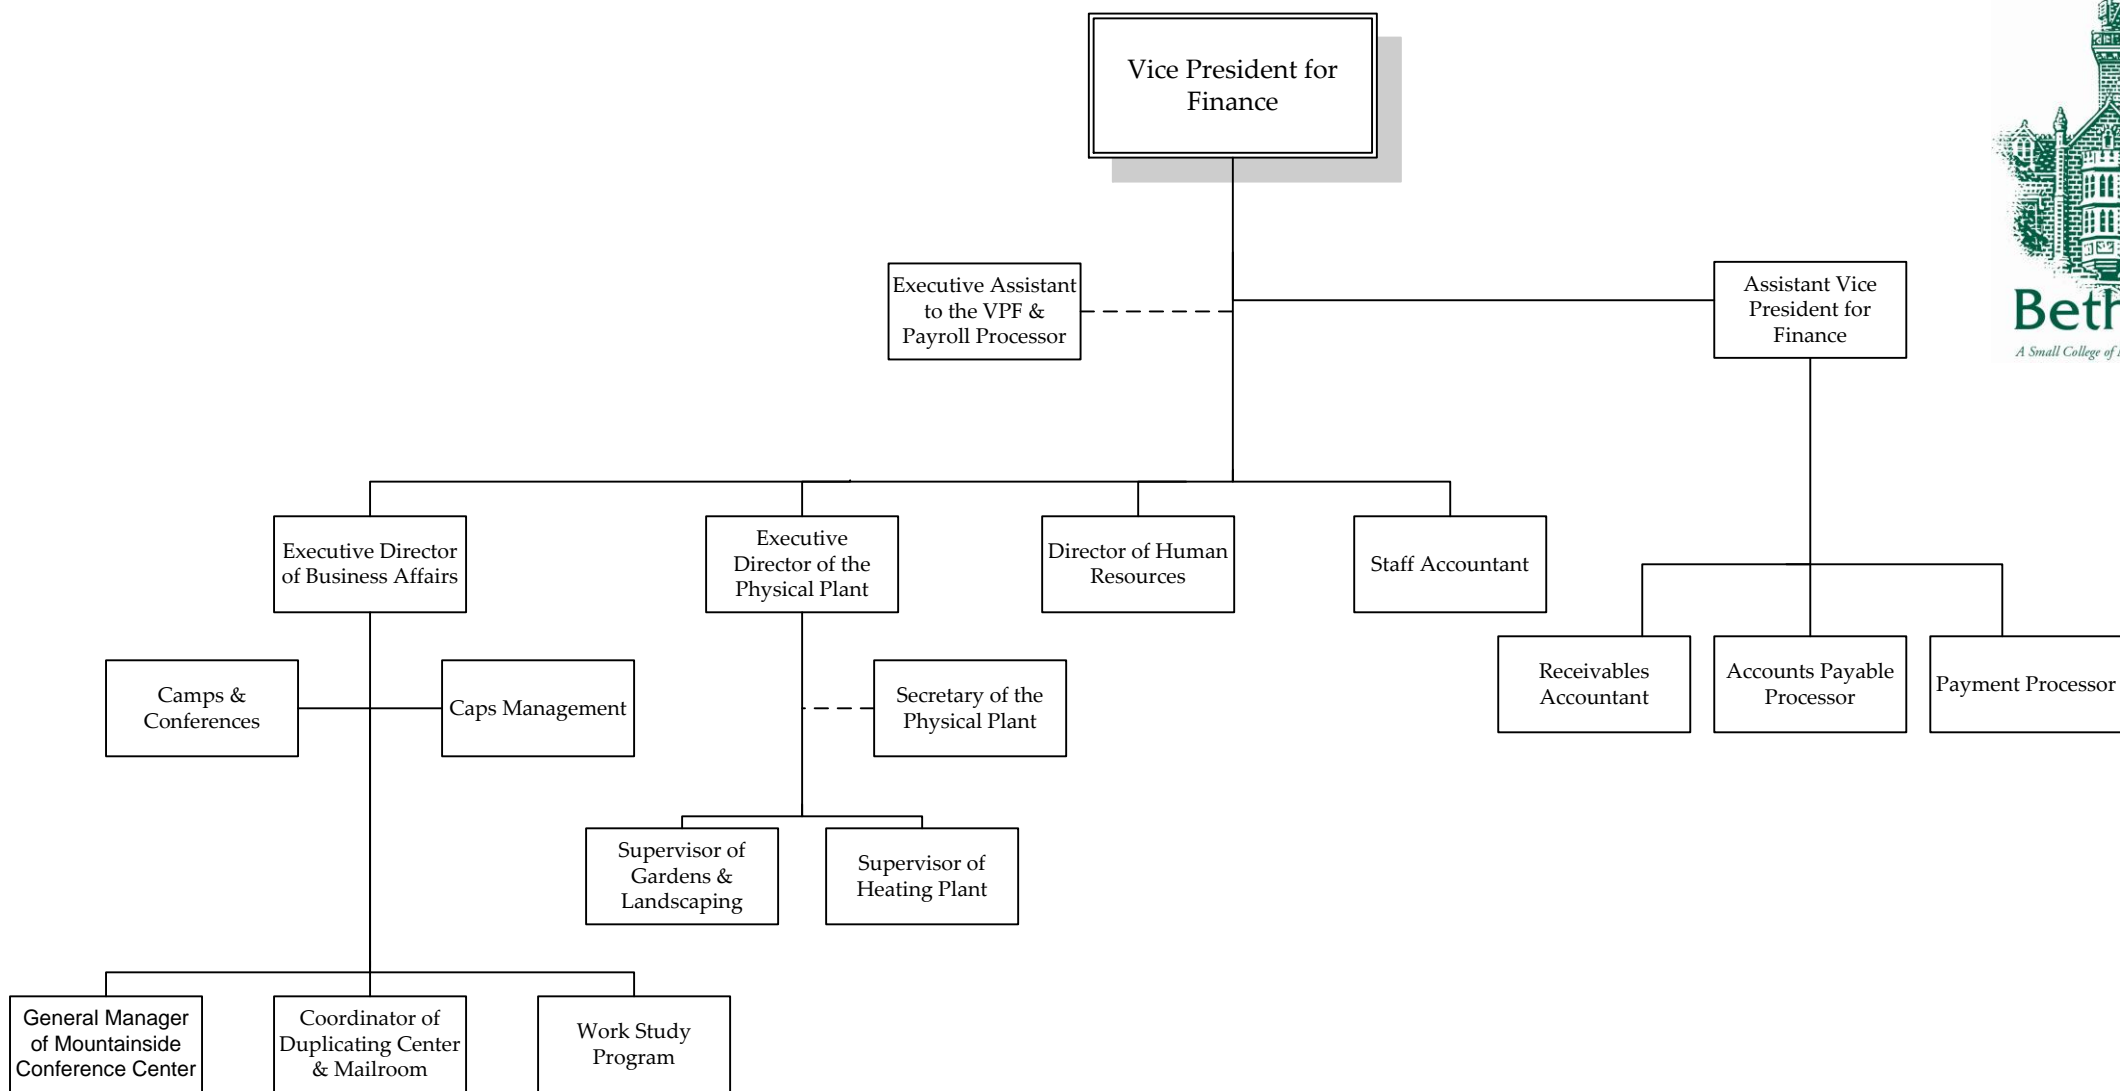 Vice President for
Finance
Executive Assistant
to the VPF &
Payroll Processor
Assistant Vice
President for
Finance
Beth
A Small College of
Executive Director
of Business Affairs
Executive
Director of the
Physical Plant
Director of Human
Resources
Staff Accountant
Receivables
Accountant
Accounts Payable
Processor
Payment Processor
Camps &
Conferences
Caps Management
Secretary of the
Physical Plant
Supervisor of
Gardens &
Landscaping
Supervisor of
Heating Plant
General Manager
of Mountainside
Conference Center
Coordinator of
Duplicating Center
& Mailroom
Work Study
Program